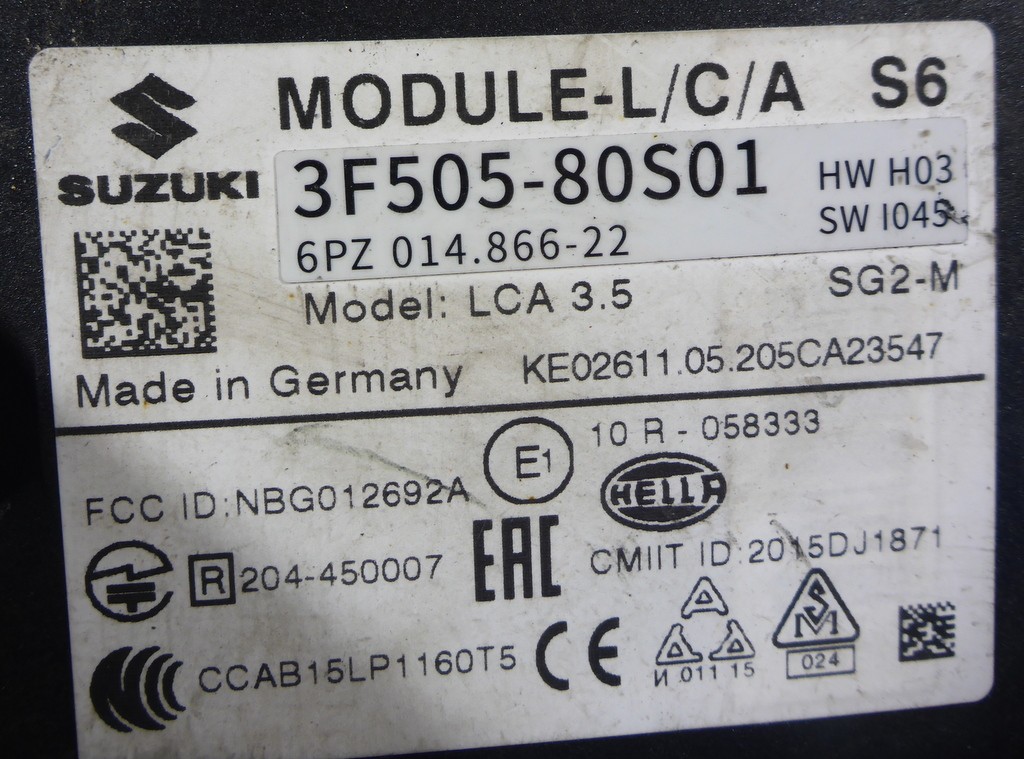 MODULE-L/C/A S6
SUZUKI
3F505-80S01 HW H03
6PZ 014.866-22 SW I045
Model: LCA 3.5 SG2-M
Made in Germany KE02611.05.205CA23547
E1 10 R - 058333
FCC ID:NBG012692A HELLA
R 204-450007 EAC CMIIT ID:2015DJ1871
CCAB15LP1160T5 CE И 011 15 SM 024